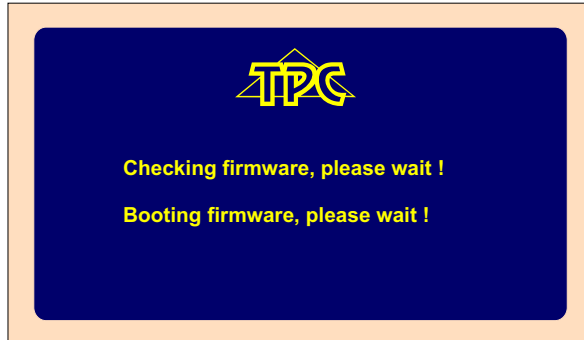 TPC
Checking firmware, please wait !
Booting firmware, please wait !